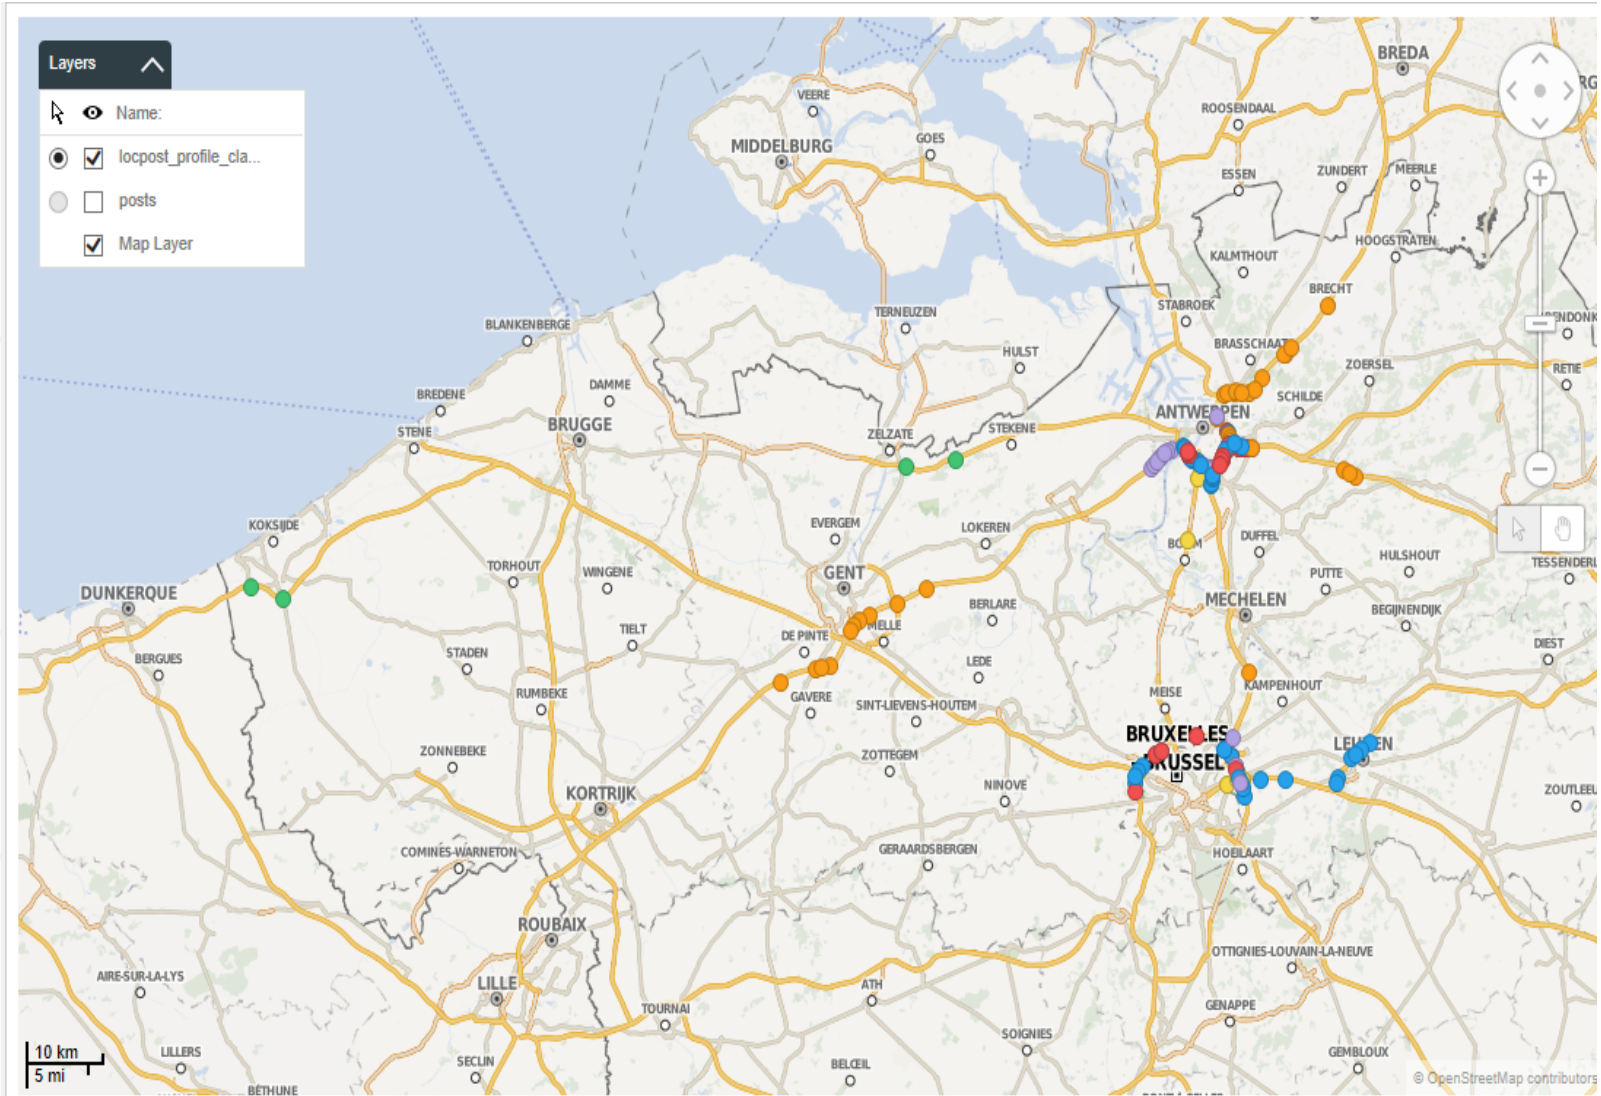 Layers
Name:
locpost_profile_cla...
posts
Map Layer
BREDA
VEERE
ROOSENDAAL
GOES
MIDDELBURG
ESSEN
ZUNDERT
MEERLE
HOOGSTRATEN
KALMTHOUT
BRECHT
STABROEK
TERNEUZEN
BLANKENBERGE
BRASSCHAAT
HULST
ZOERSEL
RETIE
DAMME
BREDENE
SCHILDE
ANTWERPEN
BRUGGE
STENE
ZELZATE
STEKENE
KOKSIJDE
EVERGEM
LOKEREN
DUFFEL
HULSHOUT
TORHOUT
WINGENE
GENT
PUTTE
TESSENDERL
DUNKERQUE
BERLARE
MECHELEN
BEGIJNENDIJK
TIELT
DE PINTE
MELLE
DIEST
BERGUES
STADEN
LEDE
RUMBEKE
GAVERE
SINT-LIEVENS-HOUTEM
MEISE
KAMPENHOUT
BRUXELLES
ZONNEBEKE
ZOTTEGEM
BRUSSEL
NINOVE
KORTRIJK
ZOUTLEEU
COMINES-WARNETON
GERAARDSBERGEN
HOEILAART
ROUBAIX
OTTIGNIES-LOUVAIN-LA-NEUVE
AIRE-SUR-LA-LYS
LILLE
ATH
TOURNAI
GENAPPE
SOIGNIES
10 km
5 mi
LILLERS
SECLIN
BELŒIL
GEMBLOUX
BÉTHUNE
© OpenStreetMap contributors